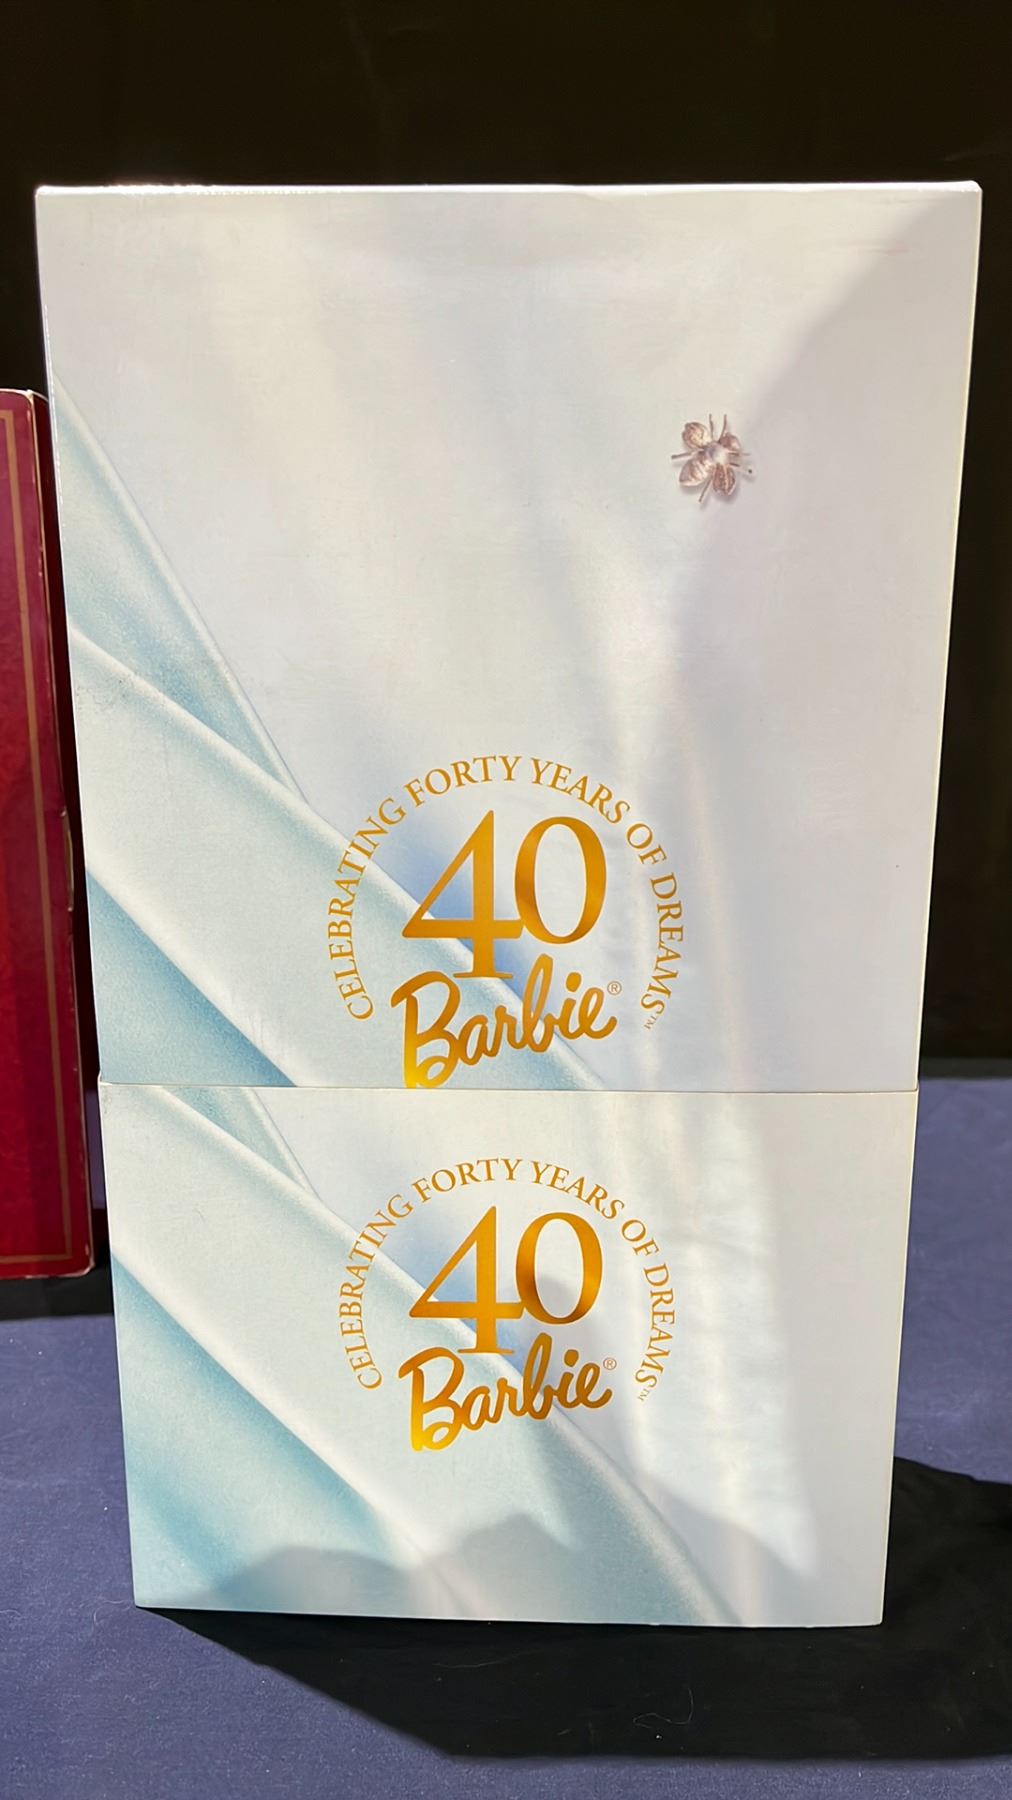 CELEBRATING FORTY YEARS OF DREAMS™
40
Barbie®
CELEBRATING FORTY YEARS OF DREAMS™
40
Barbie®